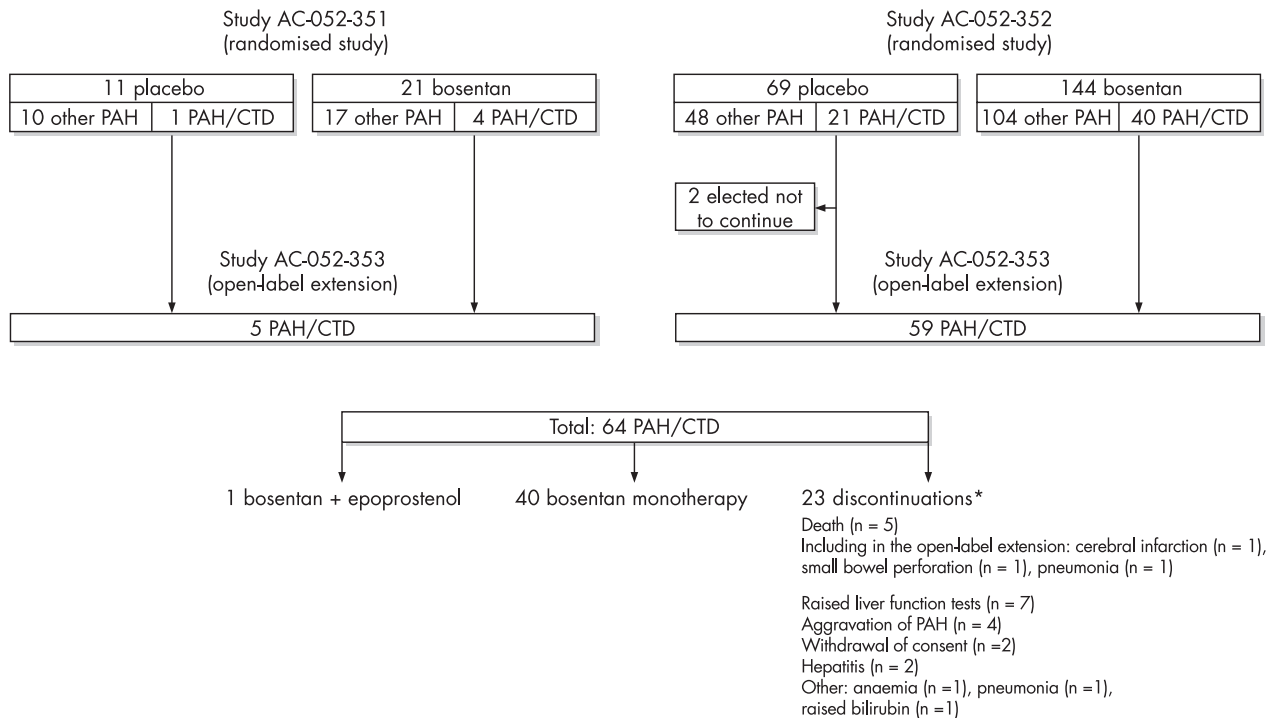 Study AC-052-351
(randomised study)
11 placebo
10 other PAH
1 PAH/CTD
21 bosentan
17 other PAH
4 PAH/CTD
Study AC-052-353
(open-label extension)
5 PAH/CTD
Study AC-052-352
(randomised study)
69 placebo
48 other PAH
21 PAH/CTD
144 bosentan
104 other PAH
40 PAH/CTD
2 elected not
to continue
Study AC-052-353
(open-label extension)
59 PAH/CTD
Total: 64 PAH/CTD
1 bosentan + epoprostenol
40 bosentan monotherapy
23 discontinuations*
Death (n = 5)
Including in the open-label extension: cerebral infarction (n = 1),
small bowel perforation (n = 1), pneumonia (n = 1)
Raised liver function tests (n = 7)
Aggravation of PAH (n = 4)
Withdrawal of consent (n =2)
Hepatitis (n = 2)
Other: anaemia (n =1), pneumonia (n =1),
raised bilirubin (n =1)